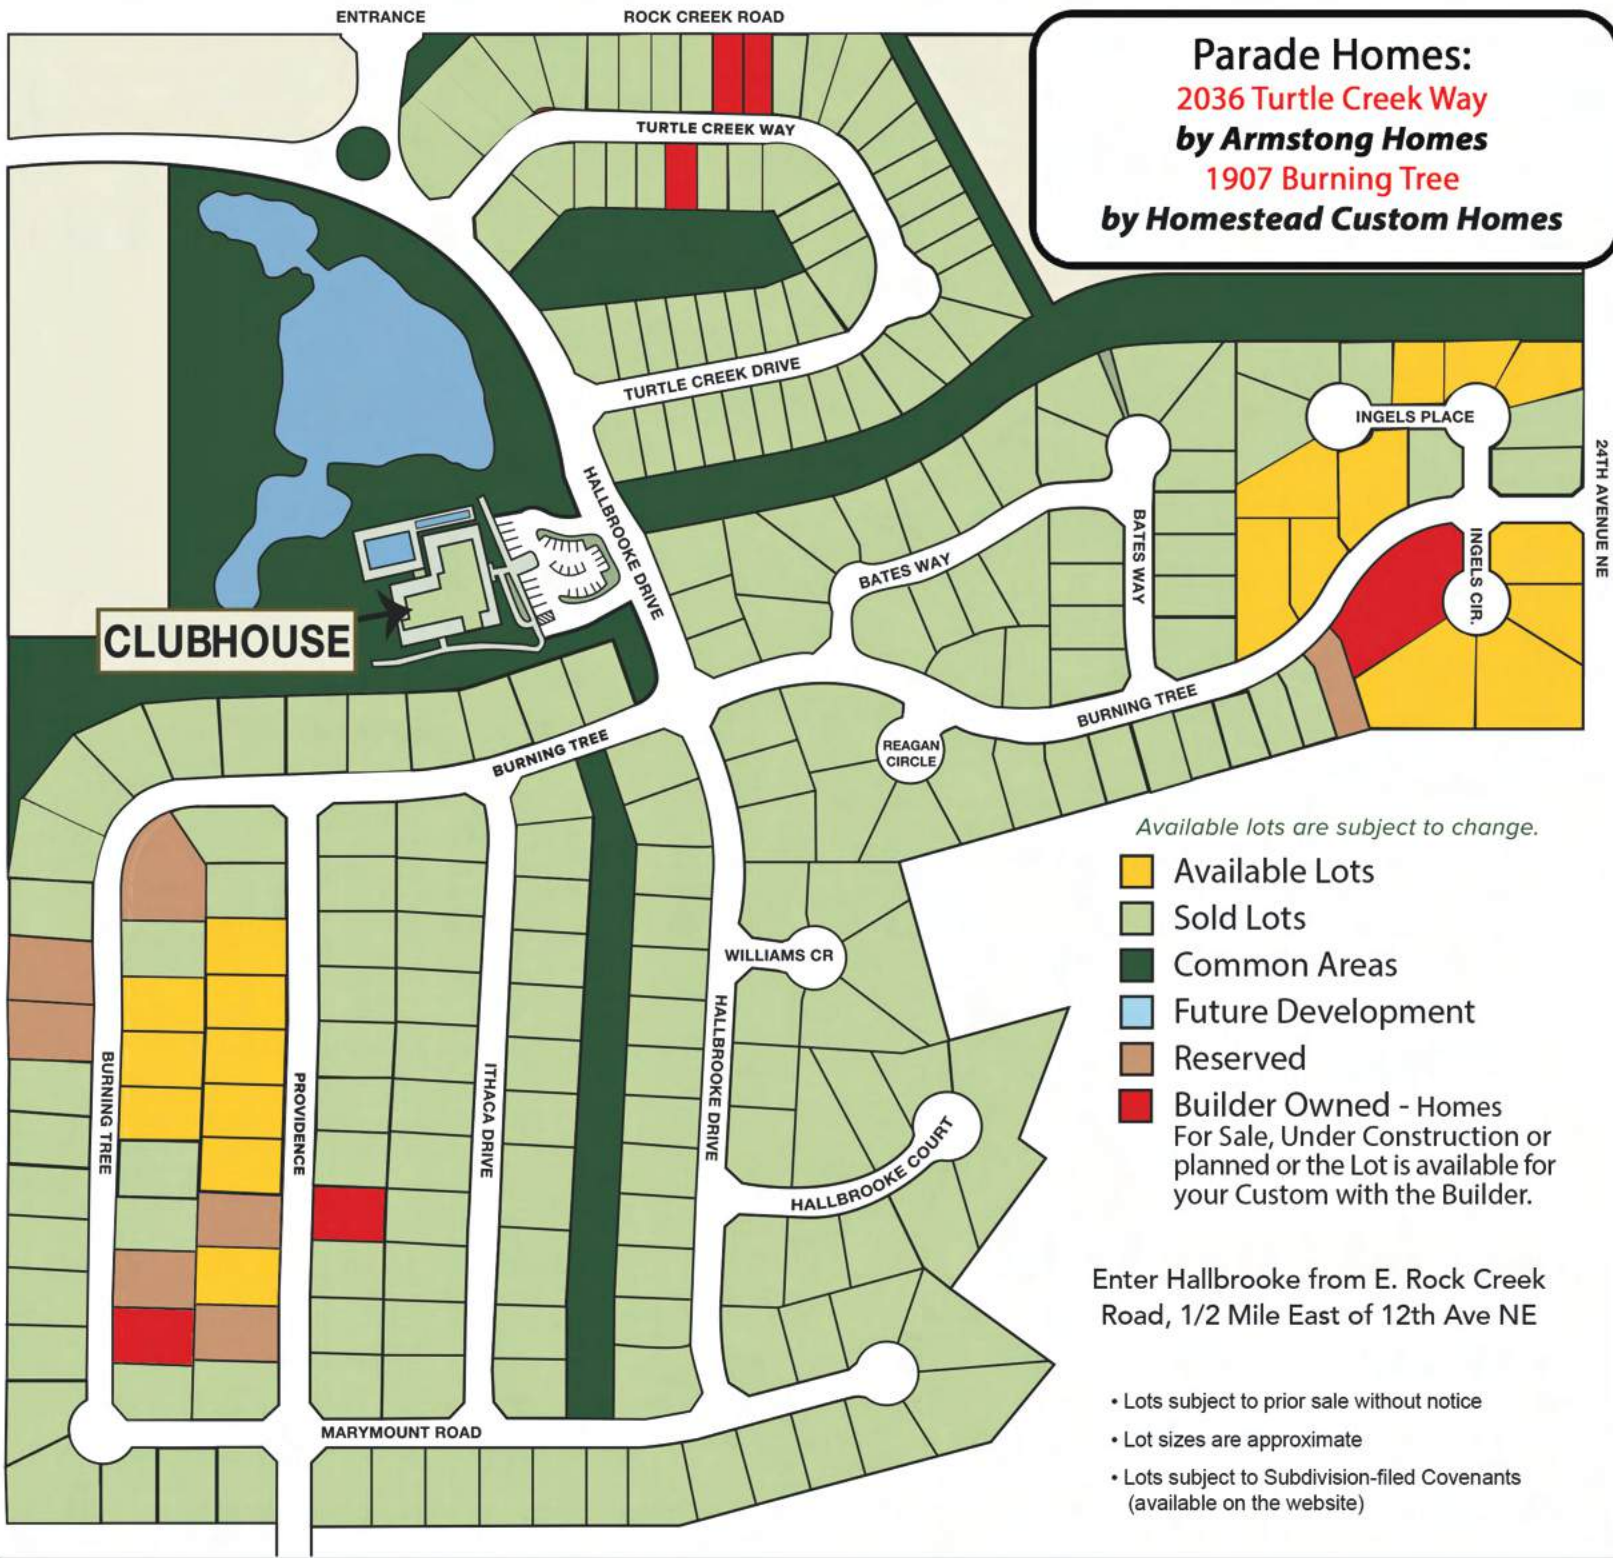 ENTRANCE
ROCK CREEK ROAD
Parade Homes:
2036 Turtle Creek Way
by Armstong Homes
1907 Burning Tree
by Homestead Custom Homes
TURTLE CREEK WAY
TURTLE CREEK DRIVE
INGELS PLACE
24TH AVENUE NE
HALLBROOKE DRIVE
BATES WAY
BATES WAY
INGELS CIR.
CLUBHOUSE
BURNING TREE
BURNING TREE
REAGAN
CIRCLE
Available lots are subject to change.
Available Lots
Sold Lots
Common Areas
Future Development
Reserved
Builder Owned - Homes
For Sale, Under Construction or
planned or the Lot is available for
your Custom with the Builder.
WILLIAMS CR
HALLBROOKE DRIVE
BURNING TREE
PROVIDENCE
ITHACA DRIVE
HALLBROOKE COURT
Enter Hallbrooke from E. Rock Creek
Road, 1/2 Mile East of 12th Ave NE
MARYMOUNT ROAD
• Lots subject to prior sale without notice
• Lot sizes are approximate
• Lots subject to Subdivision-filed Covenants
(available on the website)